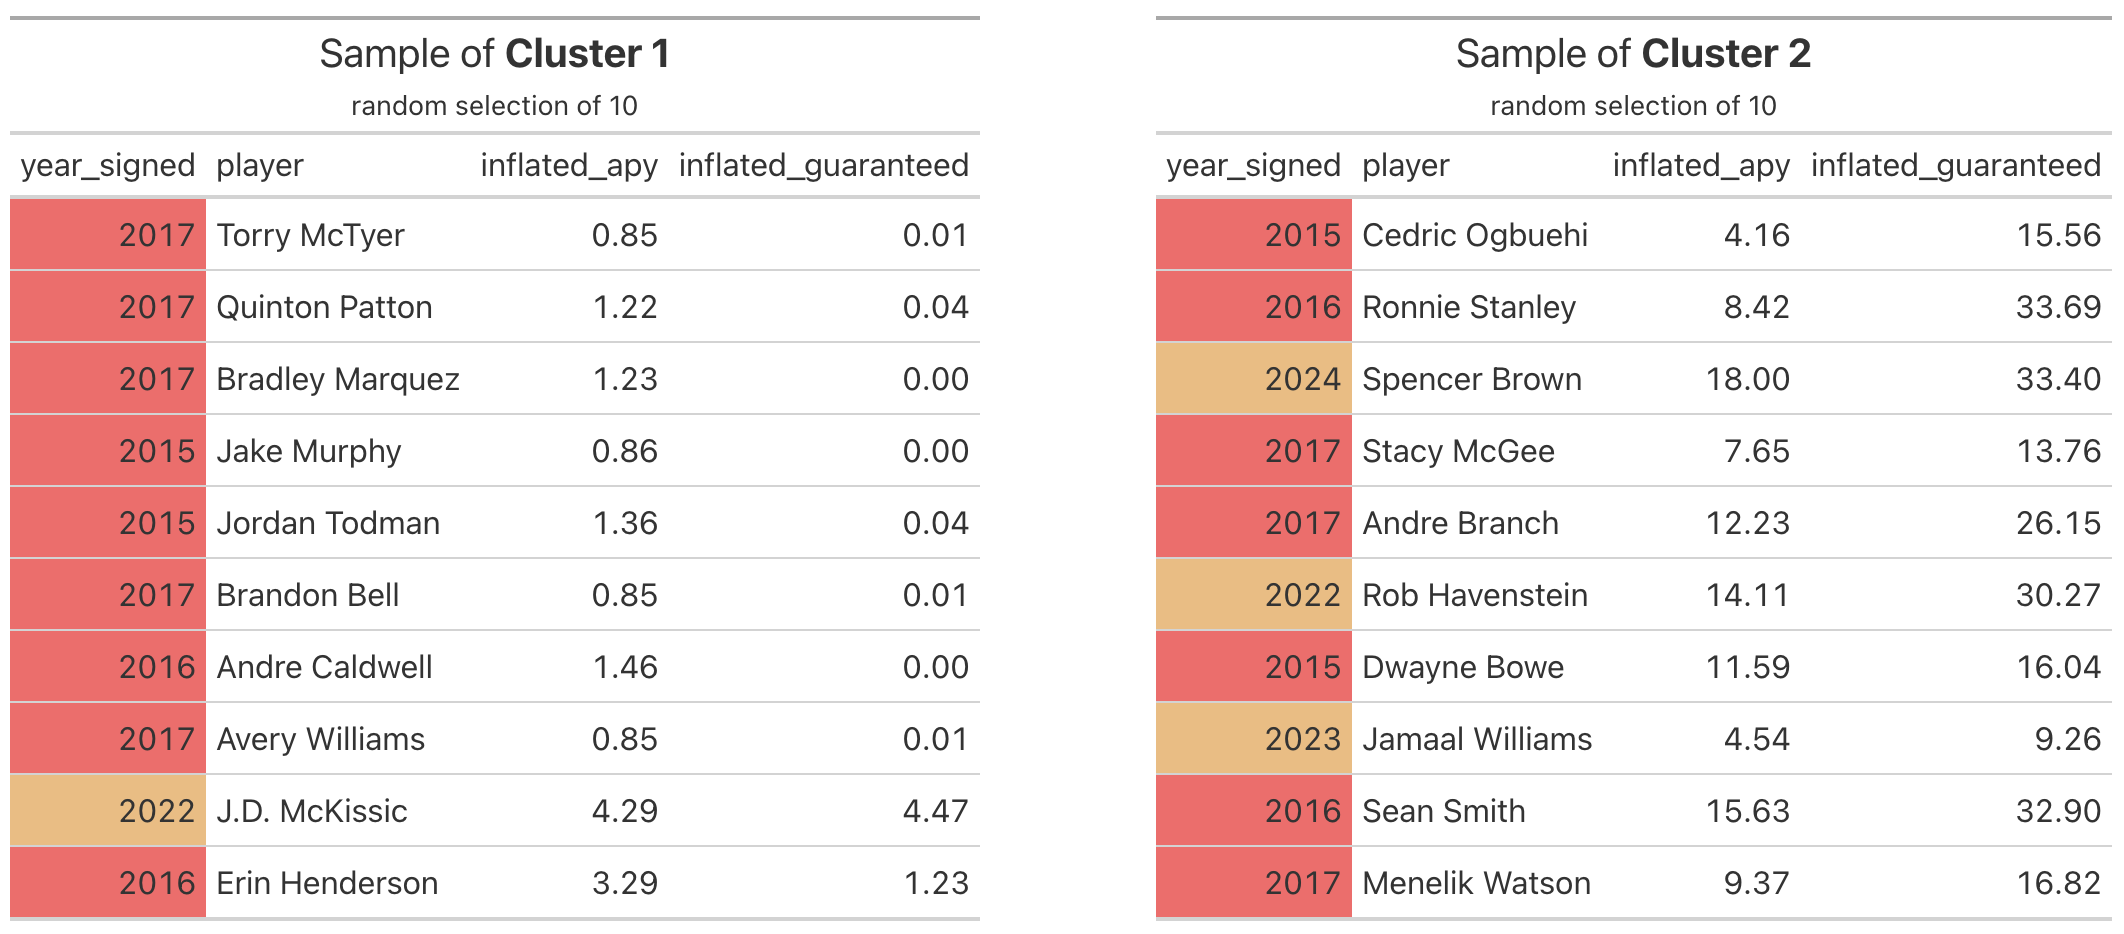 Sample of Cluster 1
random selection of 10
year_signed player inflated_apy inflated_guaranteed
2017 Torry McTyer 0.85 0.01
2017 Quinton Patton 1.22 0.04
2017 Bradley Marquez 1.23 0.00
2015 Jake Murphy 0.86 0.00
2015 Jordan Todman 1.36 0.04
2017 Brandon Bell 0.85 0.01
2016 Andre Caldwell 1.46 0.00
2017 Avery Williams 0.85 0.01
2022 J.D. McKissic 4.29 4.47
2016 Erin Henderson 3.29 1.23
Sample of Cluster 2
random selection of 10
year_signed player inflated_apy inflated_guaranteed
2015 Cedric Ogbuehi 4.16 15.56
2016 Ronnie Stanley 8.42 33.69
2024 Spencer Brown 18.00 33.40
2017 Stacy McGee 7.65 13.76
2017 Andre Branch 12.23 26.15
2022 Rob Havenstein 14.11 30.27
2015 Dwayne Bowe 11.59 16.04
2023 Jamaal Williams 4.54 9.26
2016 Sean Smith 15.63 32.90
2017 Menelik Watson 9.37 16.82